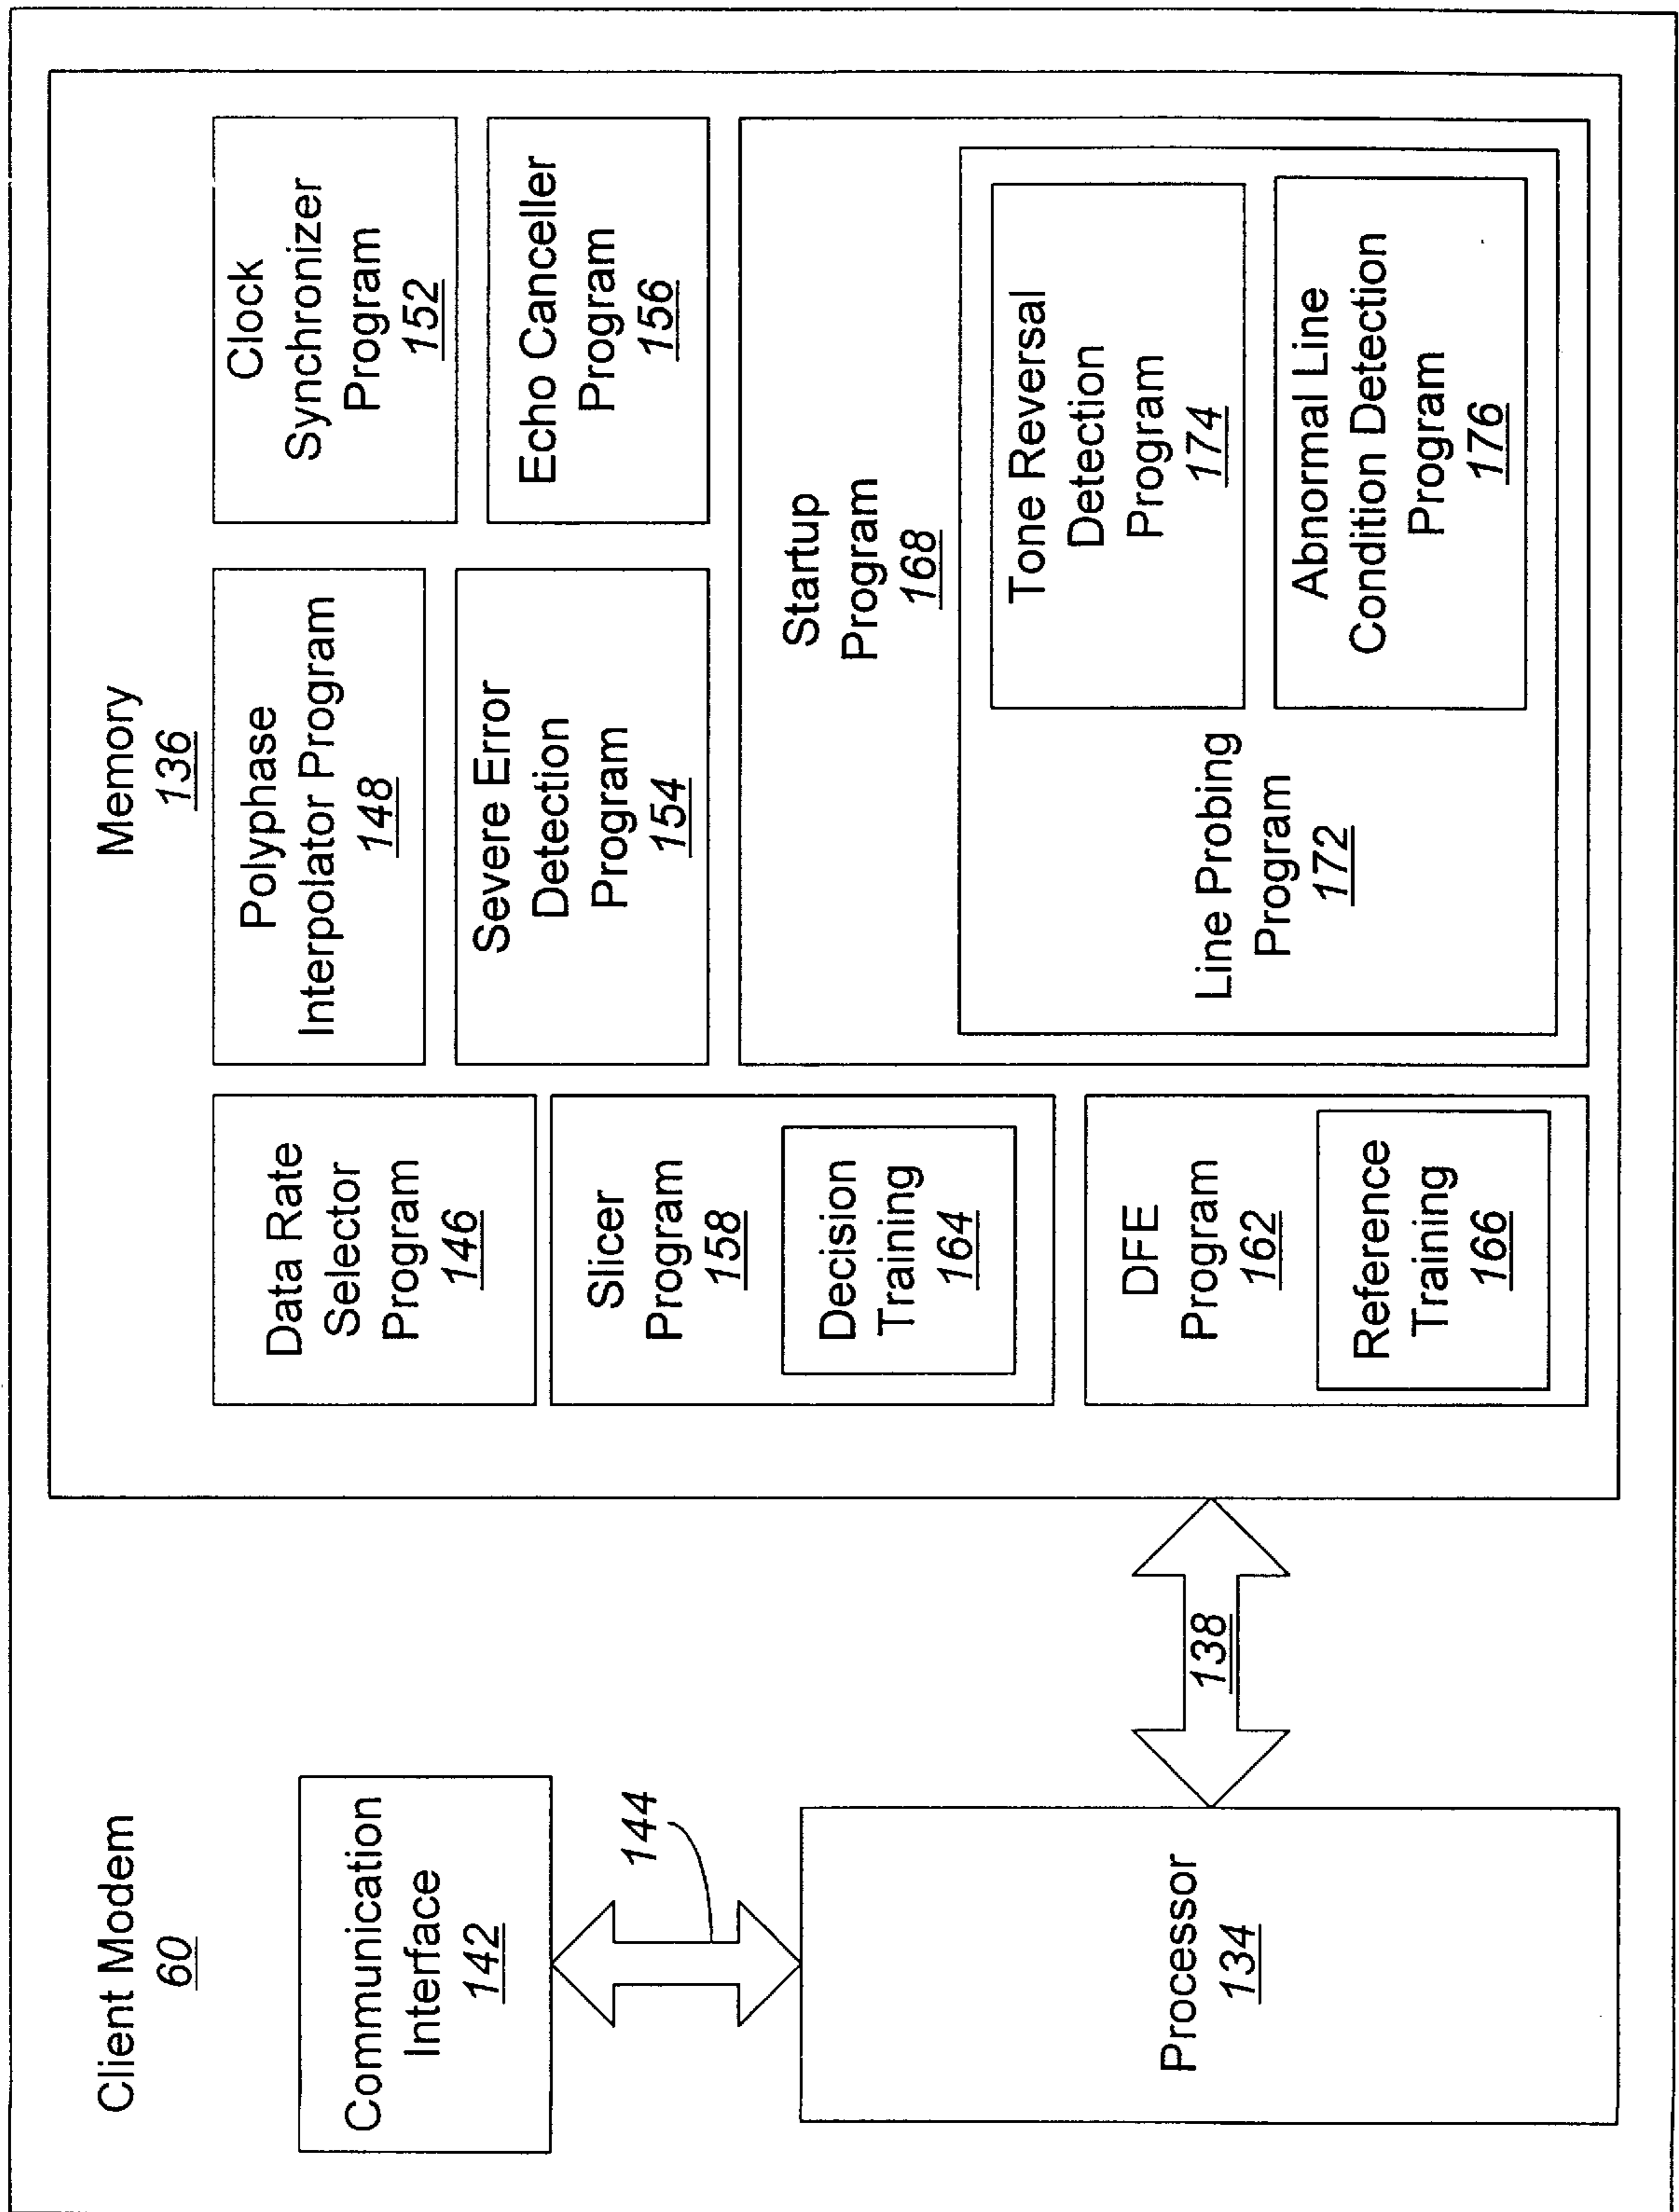 Client Modem
60
Communication
Interface
142
144
Processor
134
138
Memory
136
Data Rate
Selector
Program
146
Polyphase
Interpolator Program
148
Clock
Synchronizer
Program
152
Slicer
Program
158
Decision
Training
164
Severe Error
Detection
Program
154
Echo Canceller
Program
156
DFE
Program
162
Reference
Training
166
Startup
Program
168
Line Probing
Program
172
Tone Reversal
Detection
Program
174
Abnormal Line
Condition Detection
Program
176